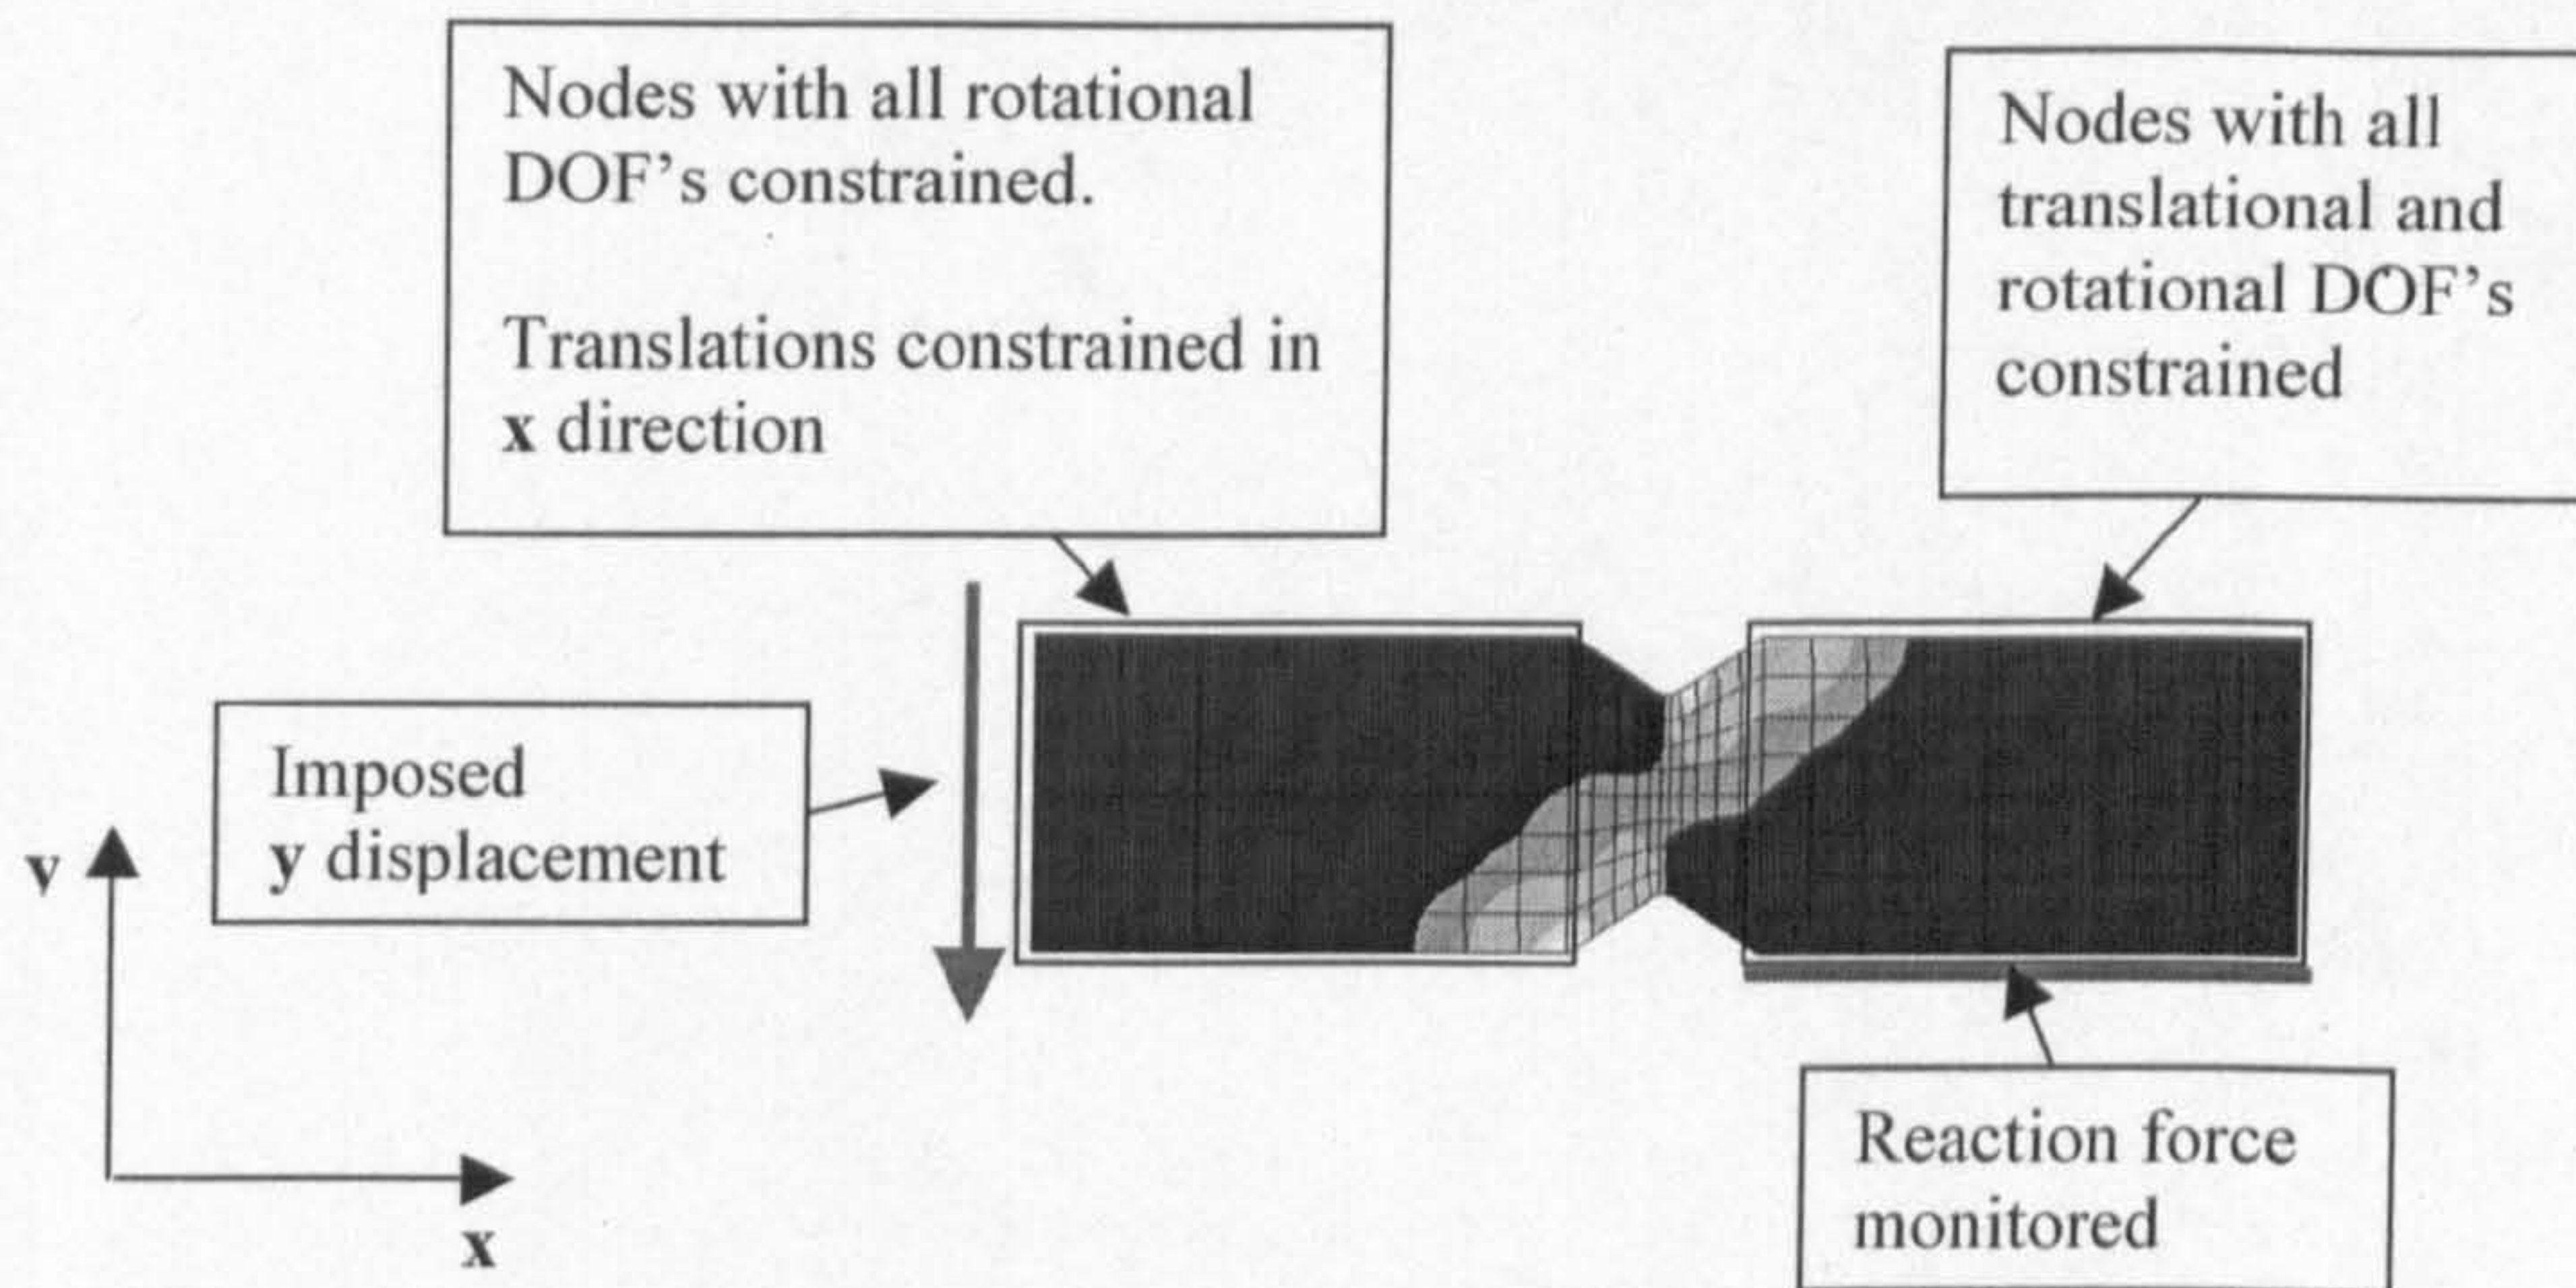 Nodes with all rotational
DOF's constrained.
Translations constrained in
x direction
Nodes with all
translational and
rotational DOF's
constrained
Imposed
y displacement
y
x
Reaction force
monitored